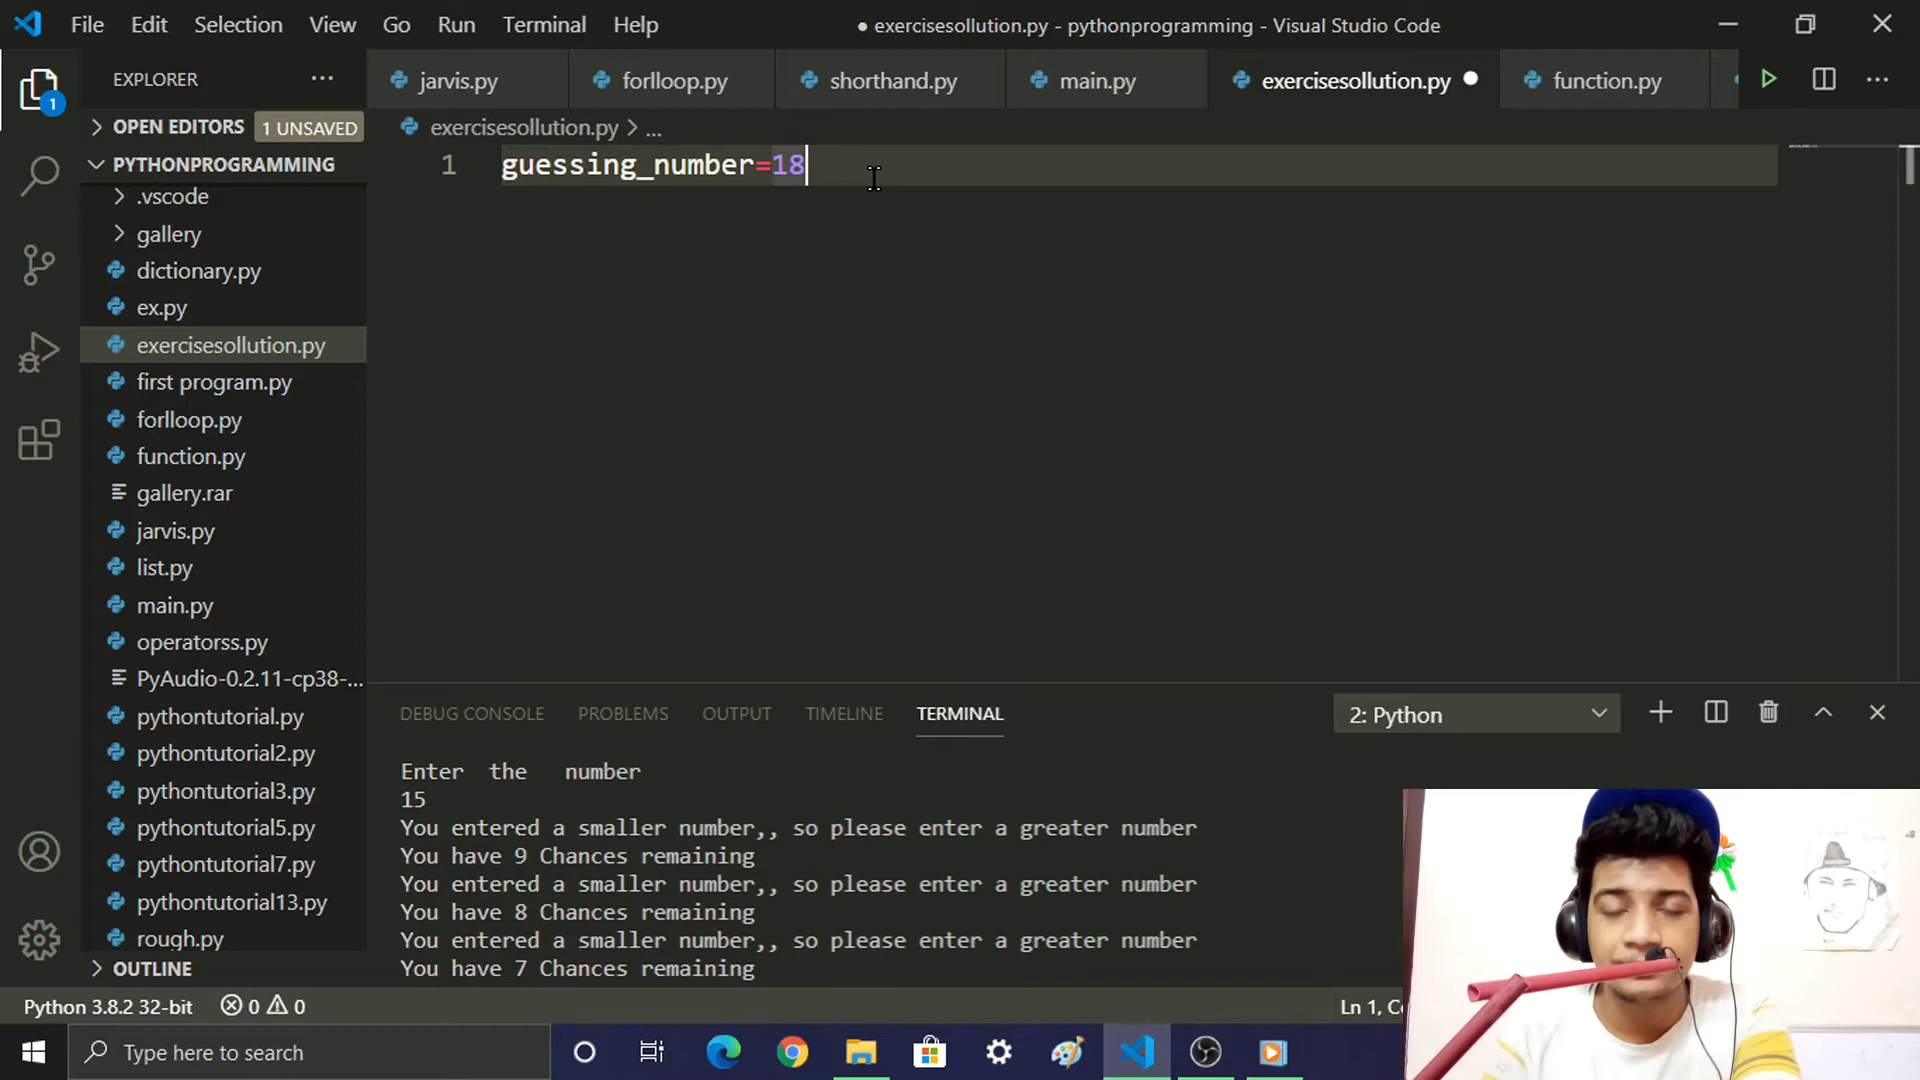 File Edit Selection View Go Run Terminal Help
● exercisesollution.py - pythonprogramming - Visual Studio Code
EXPLORER ...
jarvis.py forlloop.py shorthand.py main.py exercisesollution.py function.py
1
OPEN EDITORS 1 UNSAVED
exercisesollution.py > ...
PYTHONPROGRAMMING
1 guessing_number=18
.vscode
gallery
dictionary.py
ex.py
exercisesollution.py
first program.py
forlloop.py
function.py
gallery.rar
jarvis.py
list.py
main.py
operatorss.py
PyAudio-0.2.11-cp38-...
pythontutorial.py
pythontutorial2.py
pythontutorial3.py
pythontutorial5.py
pythontutorial7.py
pythontutorial13.py
rough.py
OUTLINE
DEBUG CONSOLE PROBLEMS OUTPUT TIMELINE TERMINAL
2: Python
Enter the number
15
You entered a smaller number,, so please enter a greater number
You have 9 Chances remaining
You entered a smaller number,, so please enter a greater number
You have 8 Chances remaining
You entered a smaller number,, so please enter a greater number
You have 7 Chances remaining
Python 3.8.2 32-bit 0 0
Ln 1,
Type here to search